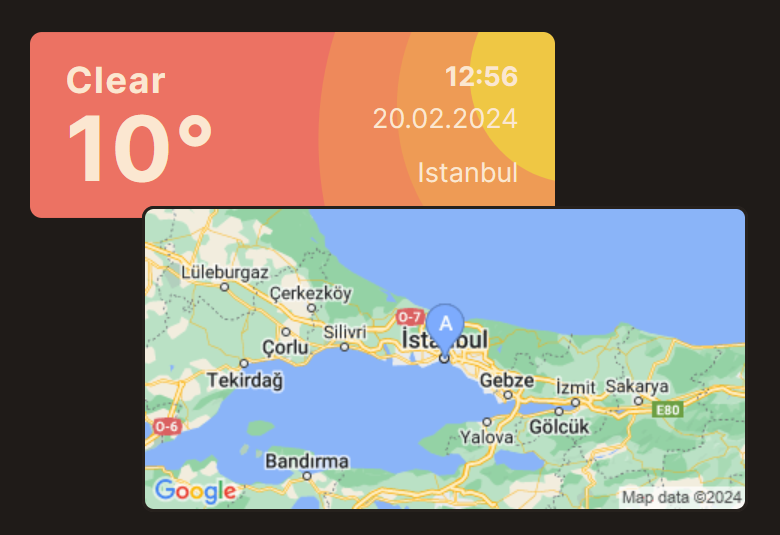 Clear
10°
12:56
20.02.2024
Istanbul
Lüleburgaz
Çerkezköy
O-7
A
Silivri
İstanbul
Çorlu
Tekirdağ
Gebze
İzmit
Sakarya
E80
O-6
Yalova
Gölcük
Bandırma
Google
Map data ©2024